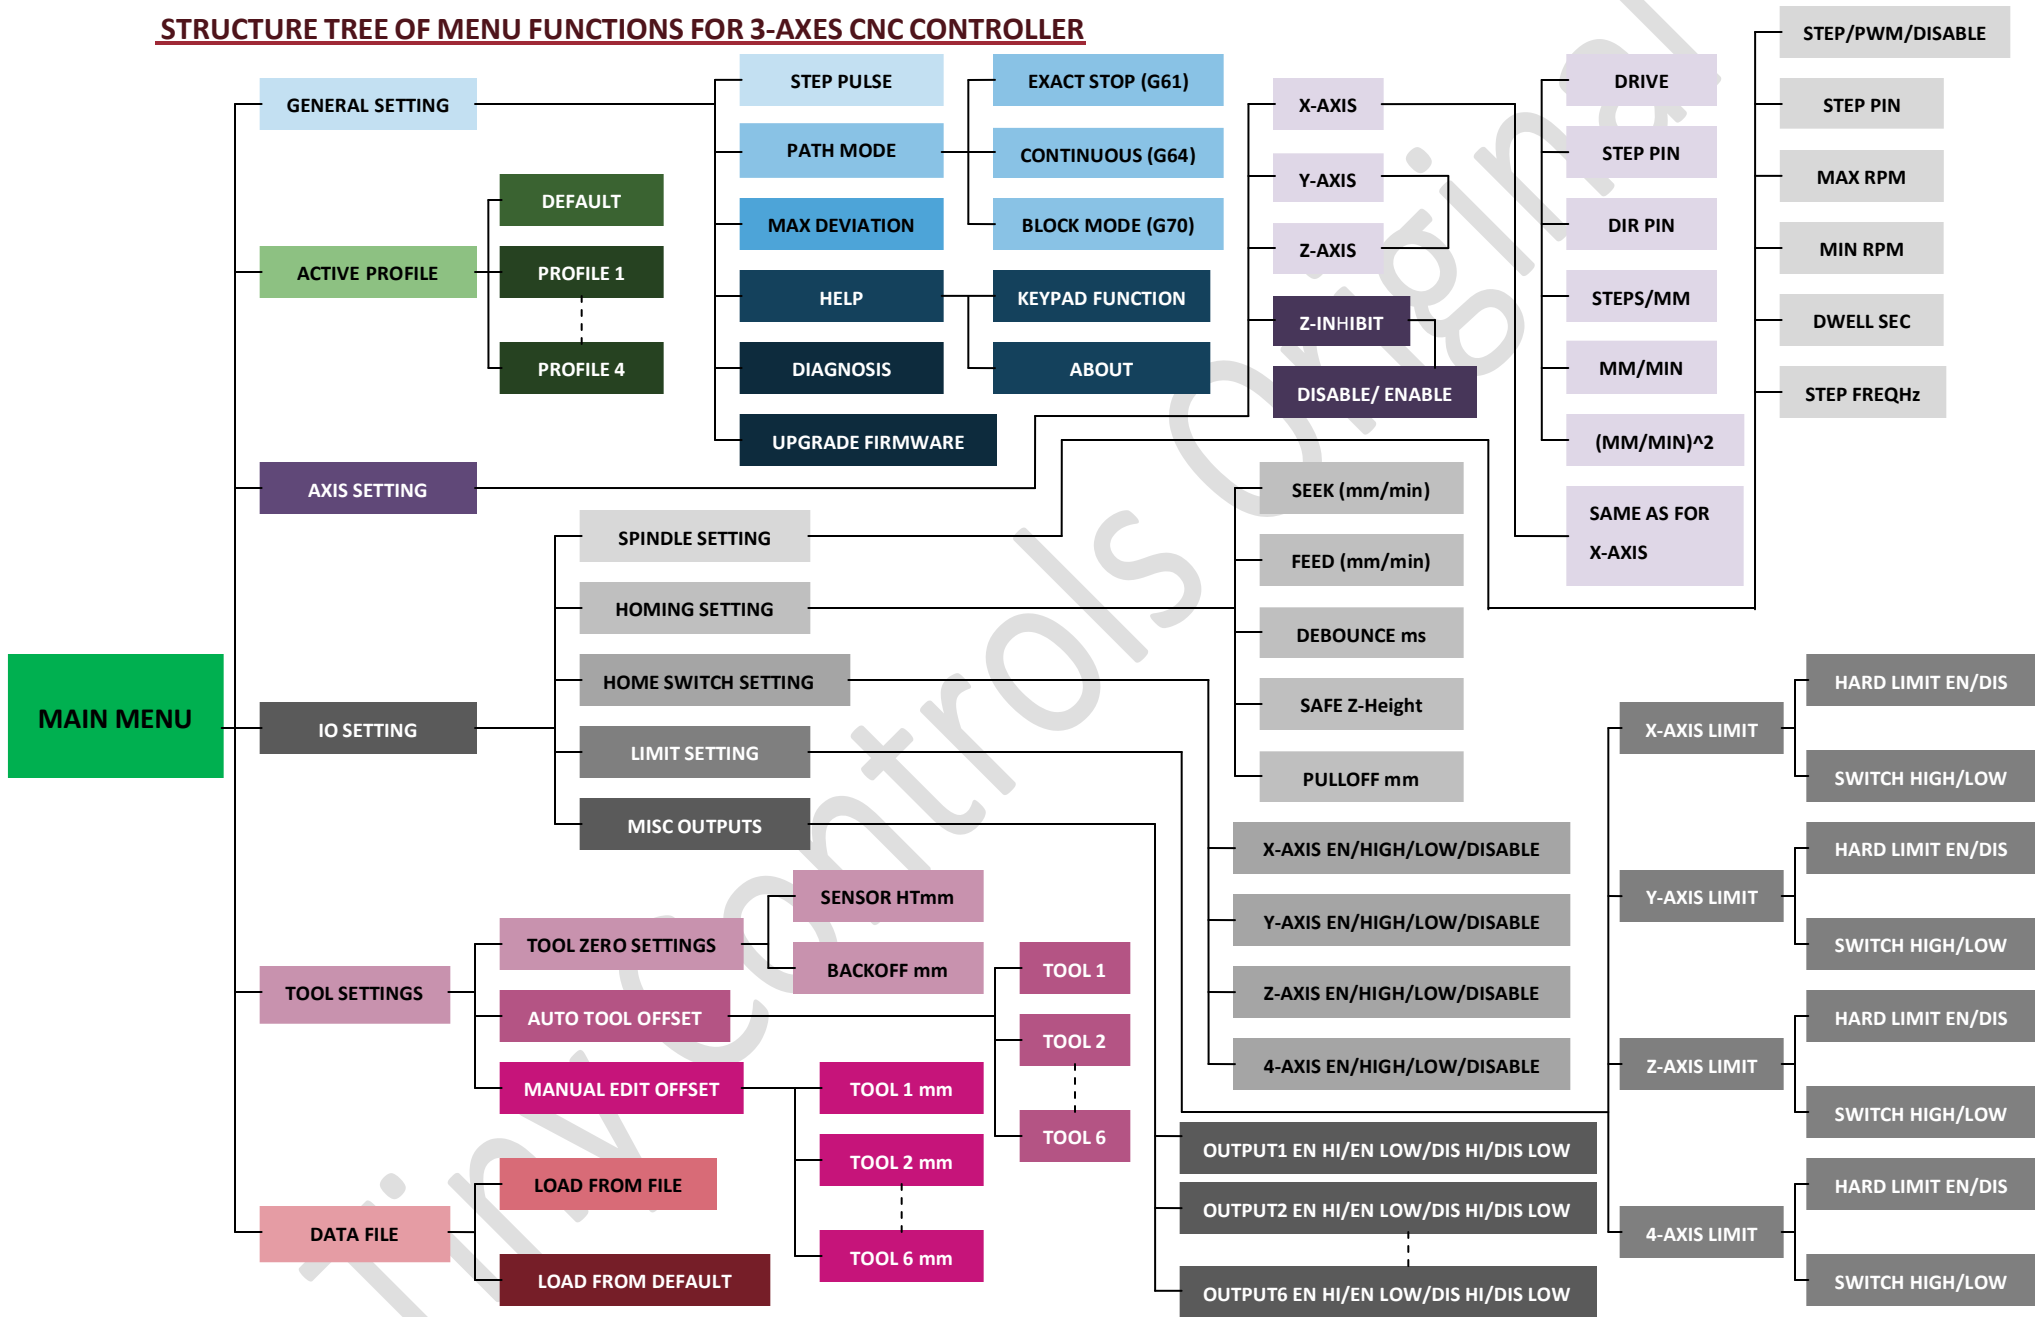 STRUCTURE TREE OF MENU FUNCTIONS FOR 3-AXES CNC CONTROLLER
MAIN MENU
GENERAL SETTING
STEP PULSE
PATH MODE
EXACT STOP (G61)
CONTINUOUS (G64)
BLOCK MODE (G70)
MAX DEVIATION
HELP
KEYPAD FUNCTION
ABOUT
DIAGNOSIS
UPGRADE FIRMWARE
ACTIVE PROFILE
DEFAULT
PROFILE 1
PROFILE 4
AXIS SETTING
X-AXIS
Y-AXIS
Z-AXIS
Z-INHIBIT
DISABLE/ ENABLE
DRIVE
STEP PIN
DIR PIN
STEPS/MM
MM/MIN
(MM/MIN)^2
SAME AS FOR
X-AXIS
IO SETTING
SPINDLE SETTING
STEP/PWM/DISABLE
STEP PIN
MAX RPM
MIN RPM
DWELL SEC
STEP FREQHz
HOMING SETTING
SEEK (mm/min)
FEED (mm/min)
DEBOUNCE ms
SAFE Z-Height
PULLOFF mm
HOME SWITCH SETTING
X-AXIS EN/HIGH/LOW/DISABLE
Y-AXIS EN/HIGH/LOW/DISABLE
Z-AXIS EN/HIGH/LOW/DISABLE
4-AXIS EN/HIGH/LOW/DISABLE
LIMIT SETTING
X-AXIS LIMIT
HARD LIMIT EN/DIS
SWITCH HIGH/LOW
Y-AXIS LIMIT
HARD LIMIT EN/DIS
SWITCH HIGH/LOW
Z-AXIS LIMIT
HARD LIMIT EN/DIS
SWITCH HIGH/LOW
4-AXIS LIMIT
HARD LIMIT EN/DIS
SWITCH HIGH/LOW
MISC OUTPUTS
OUTPUT1 EN HI/EN LOW/DIS HI/DIS LOW
OUTPUT2 EN HI/EN LOW/DIS HI/DIS LOW
OUTPUT6 EN HI/EN LOW/DIS HI/DIS LOW
TOOL SETTINGS
TOOL ZERO SETTINGS
SENSOR HTmm
BACKOFF mm
AUTO TOOL OFFSET
TOOL 1
TOOL 2
TOOL 6
MANUAL EDIT OFFSET
TOOL 1 mm
TOOL 2 mm
TOOL 6 mm
DATA FILE
LOAD FROM FILE
LOAD FROM DEFAULT
Tiny Controls Original